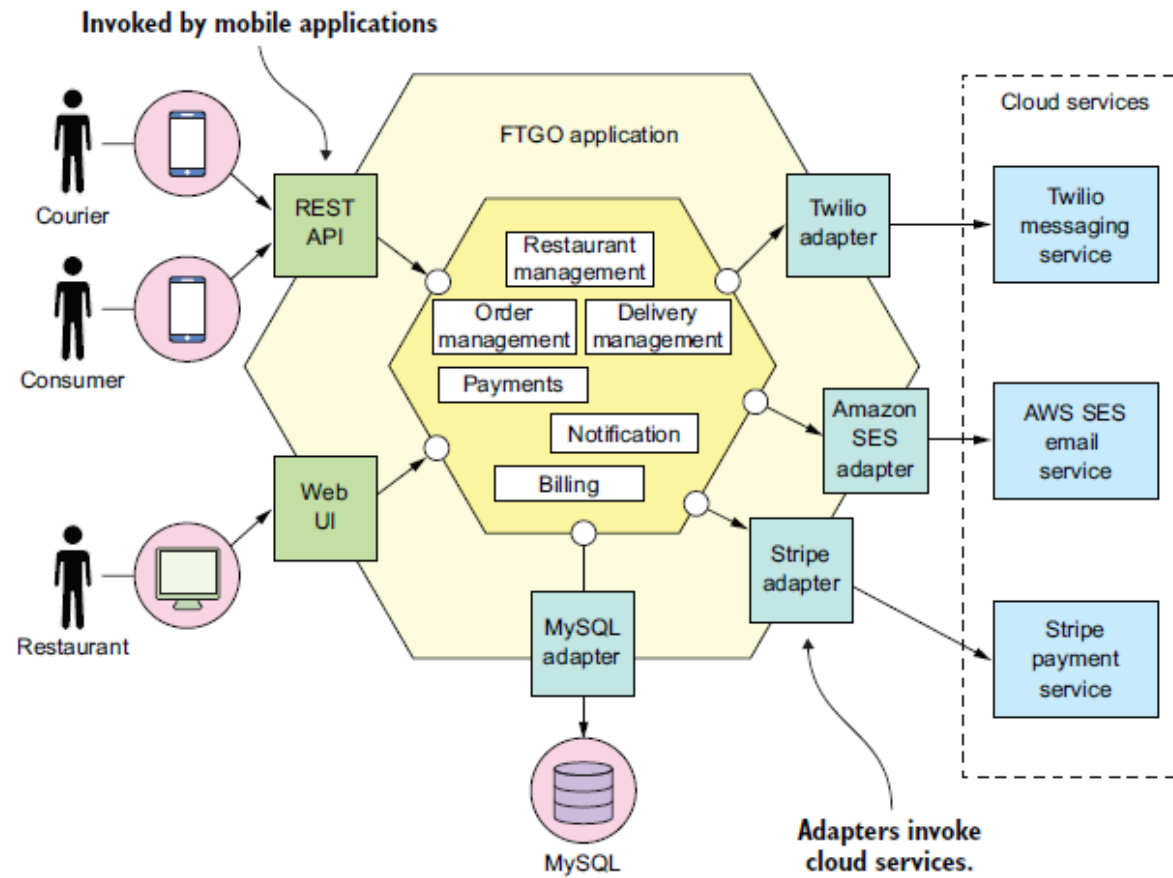 Invoked by mobile applications
Courier
Consumer
Restaurant
REST
API
Web
UI
FTGO application
Restaurant
management
Order
management
Delivery
management
Payments
Notification
Billing
Twilio
adapter
Amazon
SES
adapter
Stripe
adapter
MySQL
adapter
MySQL
Cloud services
Twilio
messaging
service
AWS SES
email
service
Stripe
payment
service
Adapters invoke
cloud services.